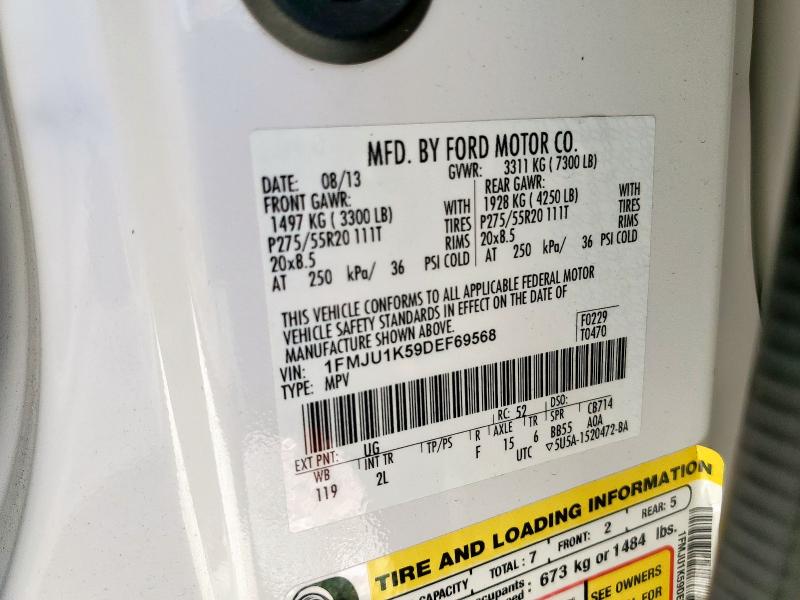 MFD. BY FORD MOTOR CO.
DATE: 08/13 GVWR: 3311 KG ( 7300 LB)
FRONT GAWR: REAR GAWR:
1497 KG ( 3300 LB) WITH 1928 KG ( 4250 LB) WITH
P275/55R20 111T TIRES P275/55R20 111T TIRES
20x8.5 RIMS 20x8.5 RIMS
AT 250 kPa/ 36 PSI COLD AT 250 kPa/ 36 PSI COLD
THIS VEHICLE CONFORMS TO ALL APPLICABLE FEDERAL MOTOR
VEHICLE SAFETY STANDARDS IN EFFECT ON THE DATE OF
MANUFACTURE SHOWN ABOVE.
VIN: 1FMJU1K59DEF69568
TYPE: MPV
F0229
T0470
EXT PNT: UG RC: 52 DSO:
WB INT TR TP/PS R AXLE TR SPR CB714
119 2L F 15 6 BB55 A0A
UTC 5U5A-1520472-BA
TIRE AND LOADING INFORMATION
CAPACITY TOTAL: 7 FRONT: 2 REAR: 5
673 kg or 1484 lbs.
SEE OWNERS